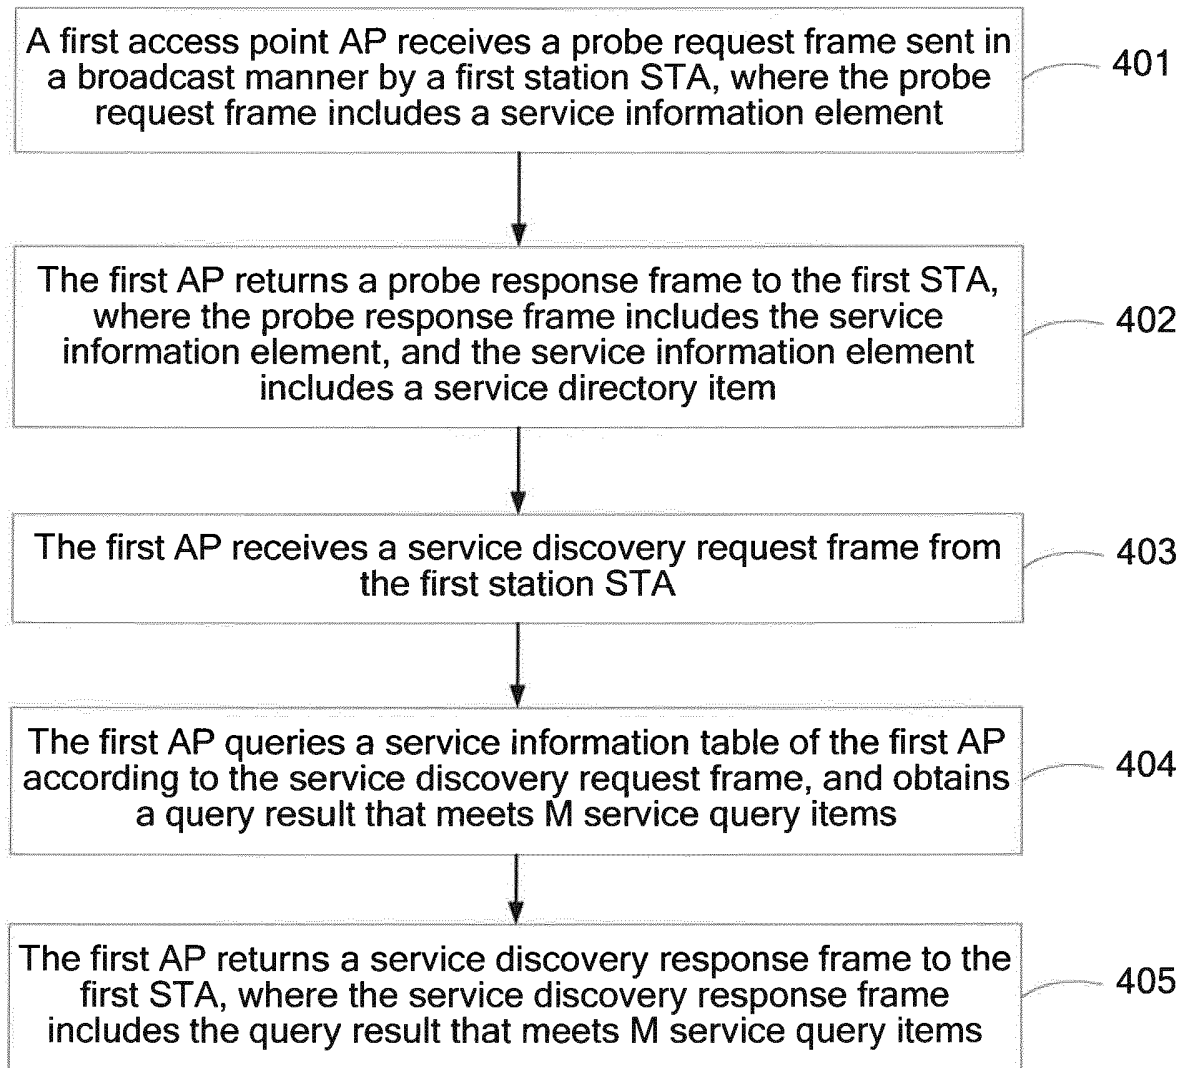 A first access point AP receives a probe request frame sent in
a broadcast manner by a first station STA, where the probe
request frame includes a service information element
401
The first AP returns a probe response frame to the first STA,
where the probe response frame includes the service
information element, and the service information element
includes a service directory item
402
The first AP receives a service discovery request frame from
the first station STA
403
The first AP queries a service information table of the first AP
according to the service discovery request frame, and obtains
a query result that meets M service query items
404
The first AP returns a service discovery response frame to the
first STA, where the service discovery response frame
includes the query result that meets M service query items
405